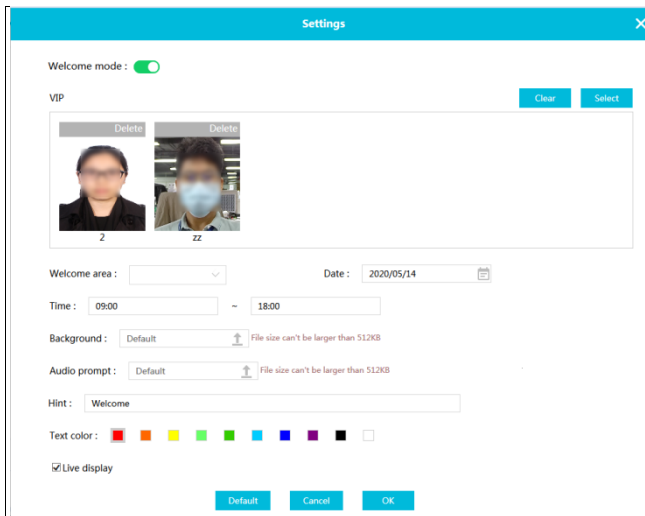 Settings
Welcome mode :
VIP Clear Select
Delete Delete
2 zz
Welcome area : Date : 2020/05/14
Time : 09:00 ~ 18:00
Background : Default File size can't be larger than 512KB
Audio prompt : Default File size can't be larger than 512KB
Hint : Welcome
Text color :
Live display
Default Cancel OK